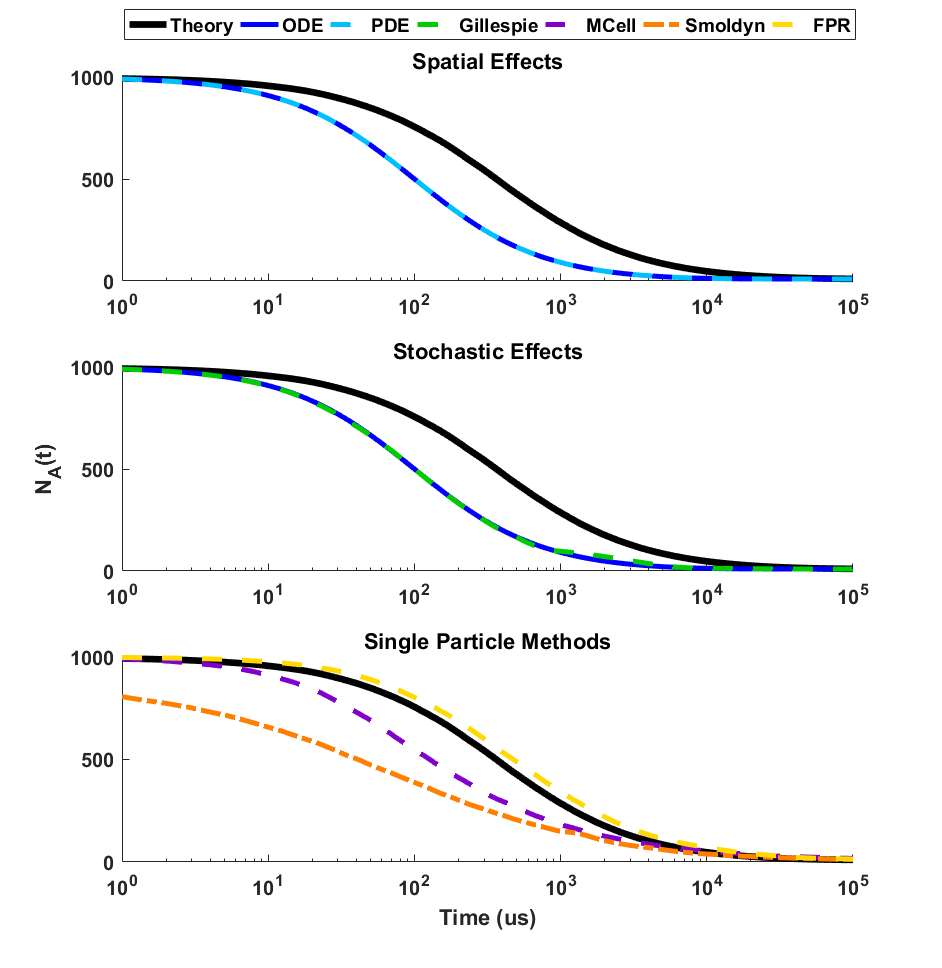 Theory ODE PDE Gillespie MCell Smoldyn FPR
Spatial Effects
1000
500
0
10^0 10^1 10^2 10^3 10^4 10^5
Stochastic Effects
1000
500
0
N_A(t)
10^0 10^1 10^2 10^3 10^4 10^5
Single Particle Methods
1000
500
0
10^0 10^1 10^2 10^3 10^4 10^5
Time (us)